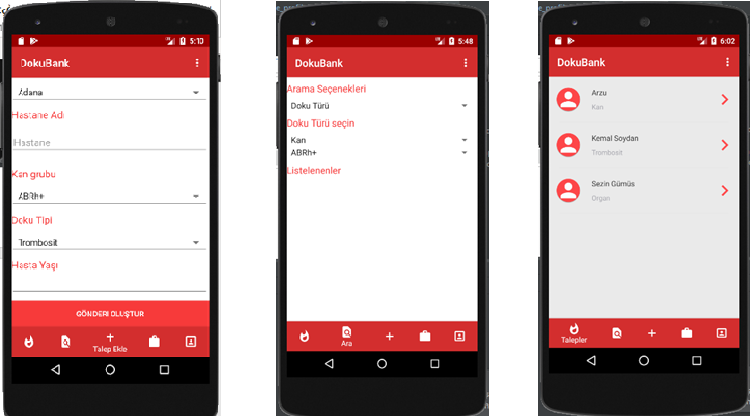 5:10
DokuBank
Adana
Hastane Adı
Hastane
Kan grubu
ABRh+
Doku Tipi
Trombosit
Hasta Yaşı
GÖNDERİ OLUŞTUR
Talep Ekle
5:48
DokuBank
Arama Seçenekleri
Doku Türü
Doku Türü seçin
Kan
ABRh+
Listelenenler
Ara
6:02
DokuBank
Arzu
Kan
Kemal Soydan
Trombosit
Sezin Gümüs
Organ
Talepler